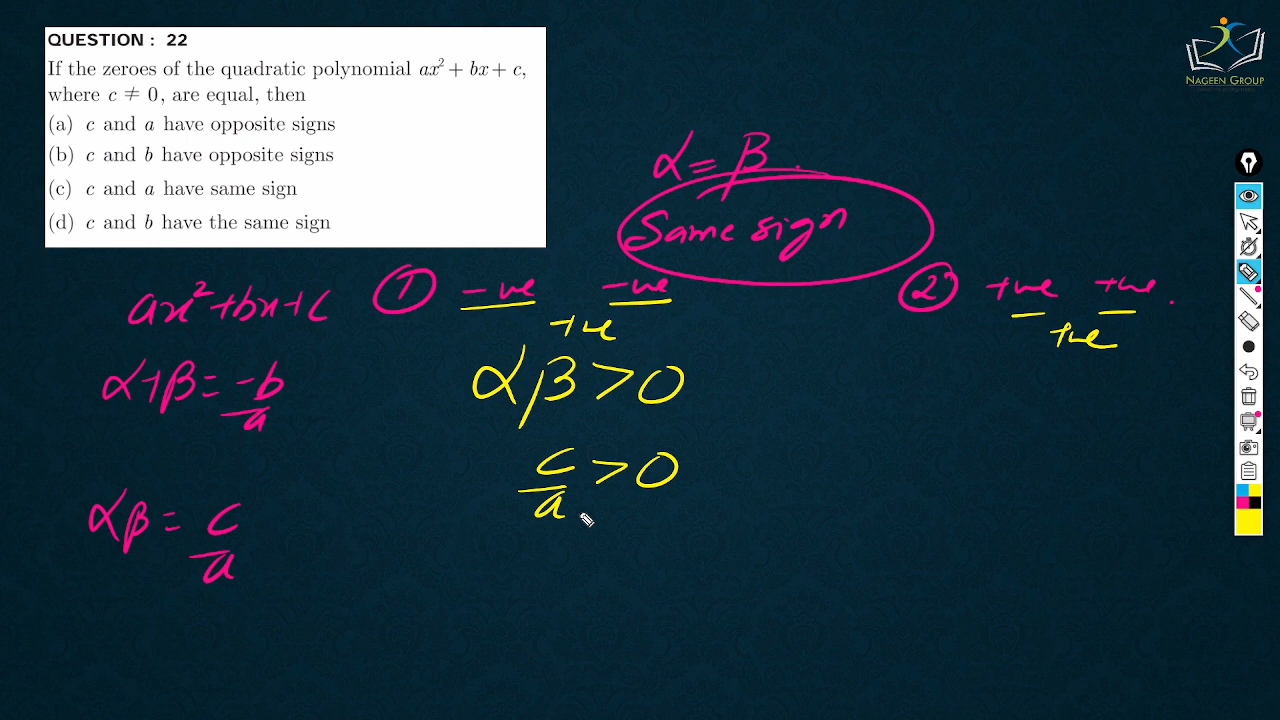 QUESTION : 22
If the zeroes of the quadratic polynomial ax² + bx + c,
where c ≠ 0, are equal, then
(a) c and a have opposite signs
(b) c and b have opposite signs
(c) c and a have same sign
(d) c and b have the same sign
NAGEEN GROUP
α = β.
Same sign
ax²+bx+c
① -ve -ve
+ve
② +ve +ve.
+ve
α+β = -b/a
αβ > 0
c/a > 0
αβ = c/a